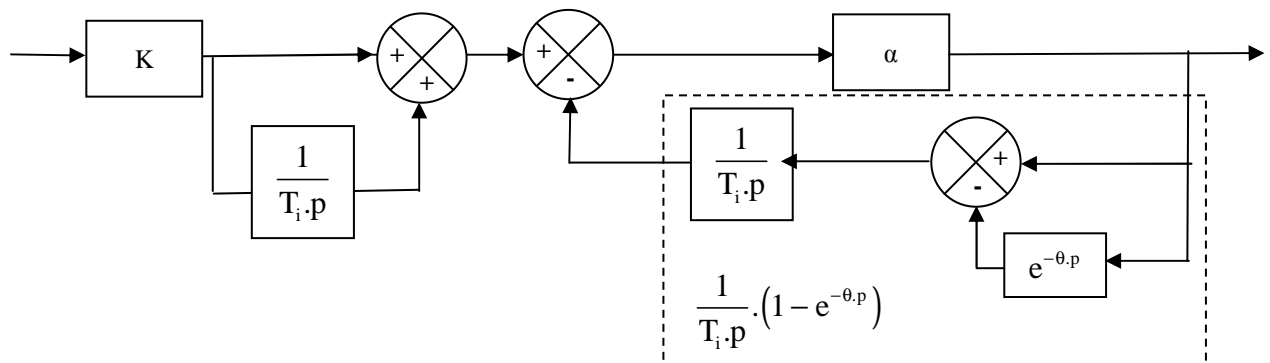 K
+
+
+
-
α
1
T_i.p
1
T_i.p
+
-
e^{-θ.p}
1/T_i.p .(1 - e^{-θ.p})